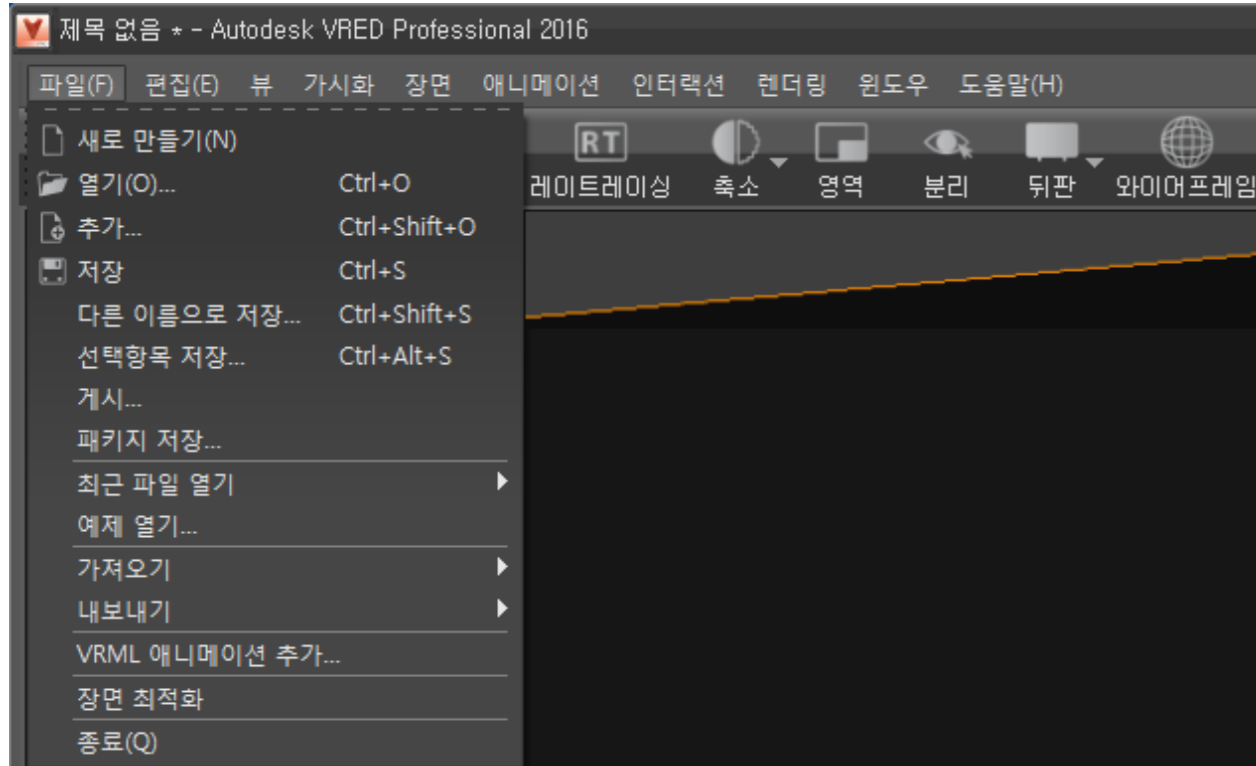 제목 없음 * - Autodesk VRED Professional 2016
파일(F) 편집(E) 뷰 가시화 장면 애니메이션 인터랙션 렌더링 윈도우 도움말(H)
RT
레이트레이싱 축소 영역 분리 뒤판 와이어프레임
새로 만들기(N)
열기(O)... Ctrl+O
추가... Ctrl+Shift+O
저장 Ctrl+S
다른 이름으로 저장... Ctrl+Shift+S
선택항목 저장... Ctrl+Alt+S
게시...
패키지 저장...
최근 파일 열기
예제 열기...
가져오기
내보내기
VRML 애니메이션 추가...
장면 최적화
종료(Q)